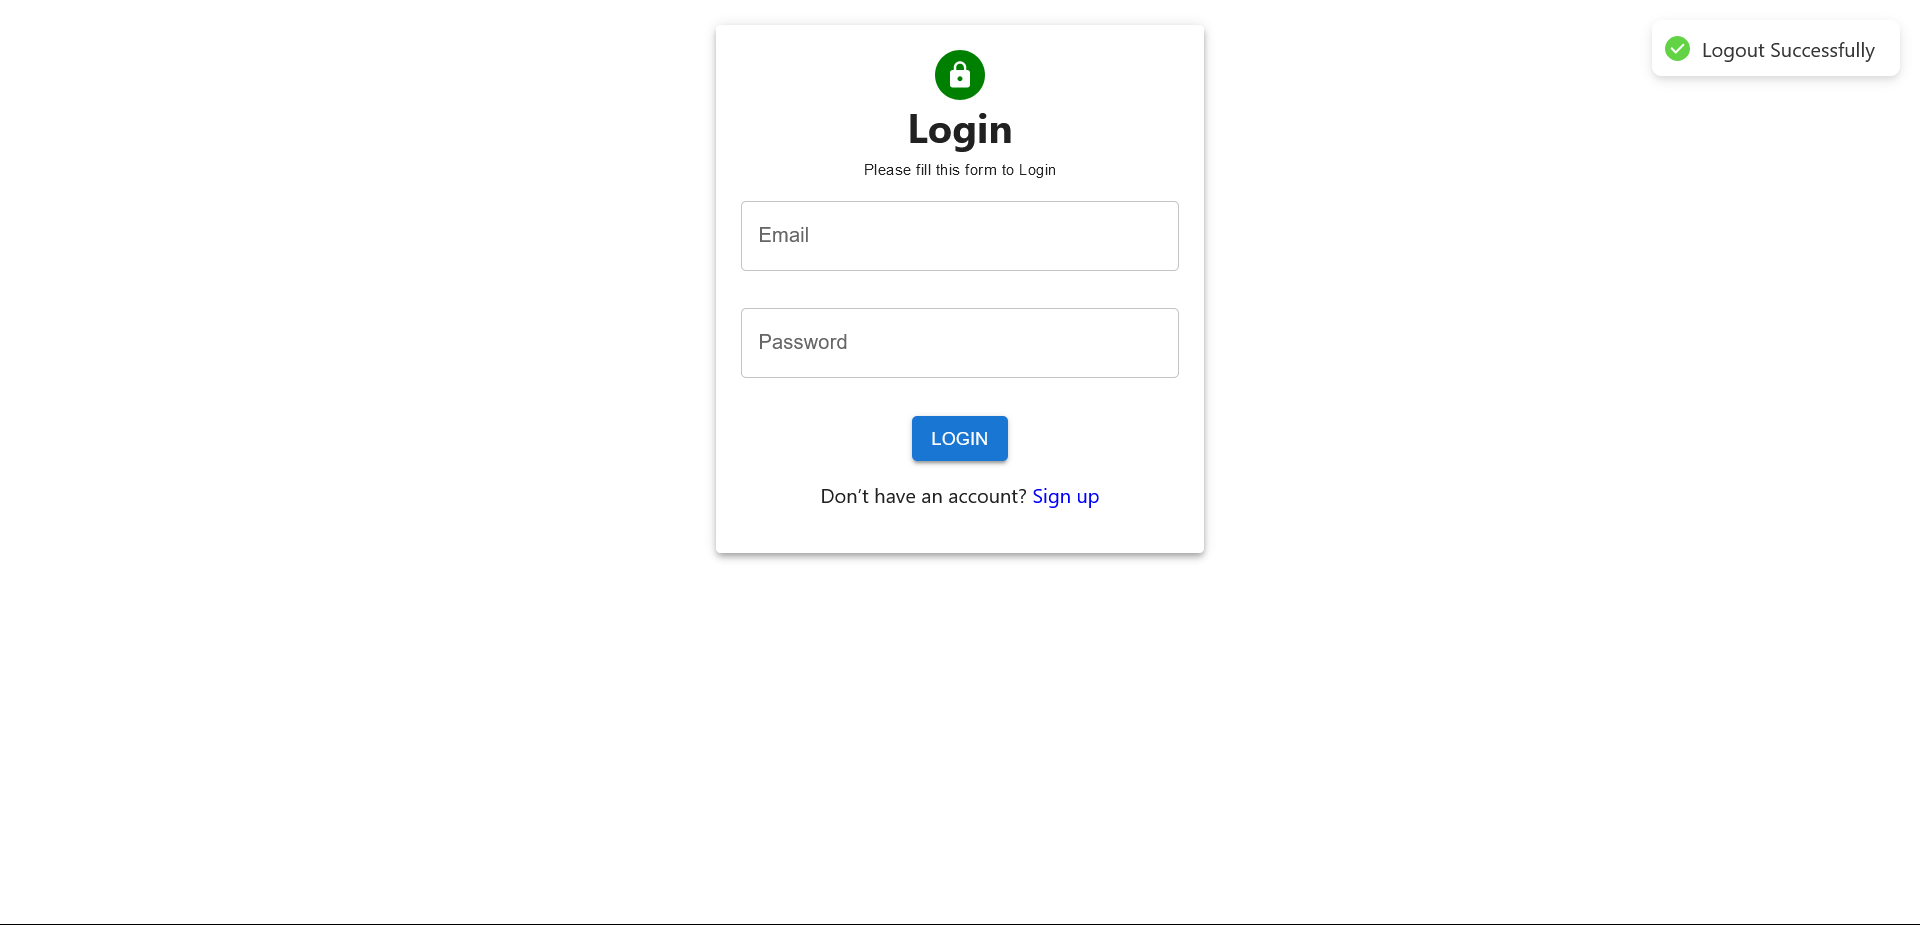 Logout Successfully
Login
Please fill this form to Login
Email
Password
LOGIN
Don't have an account? Sign up